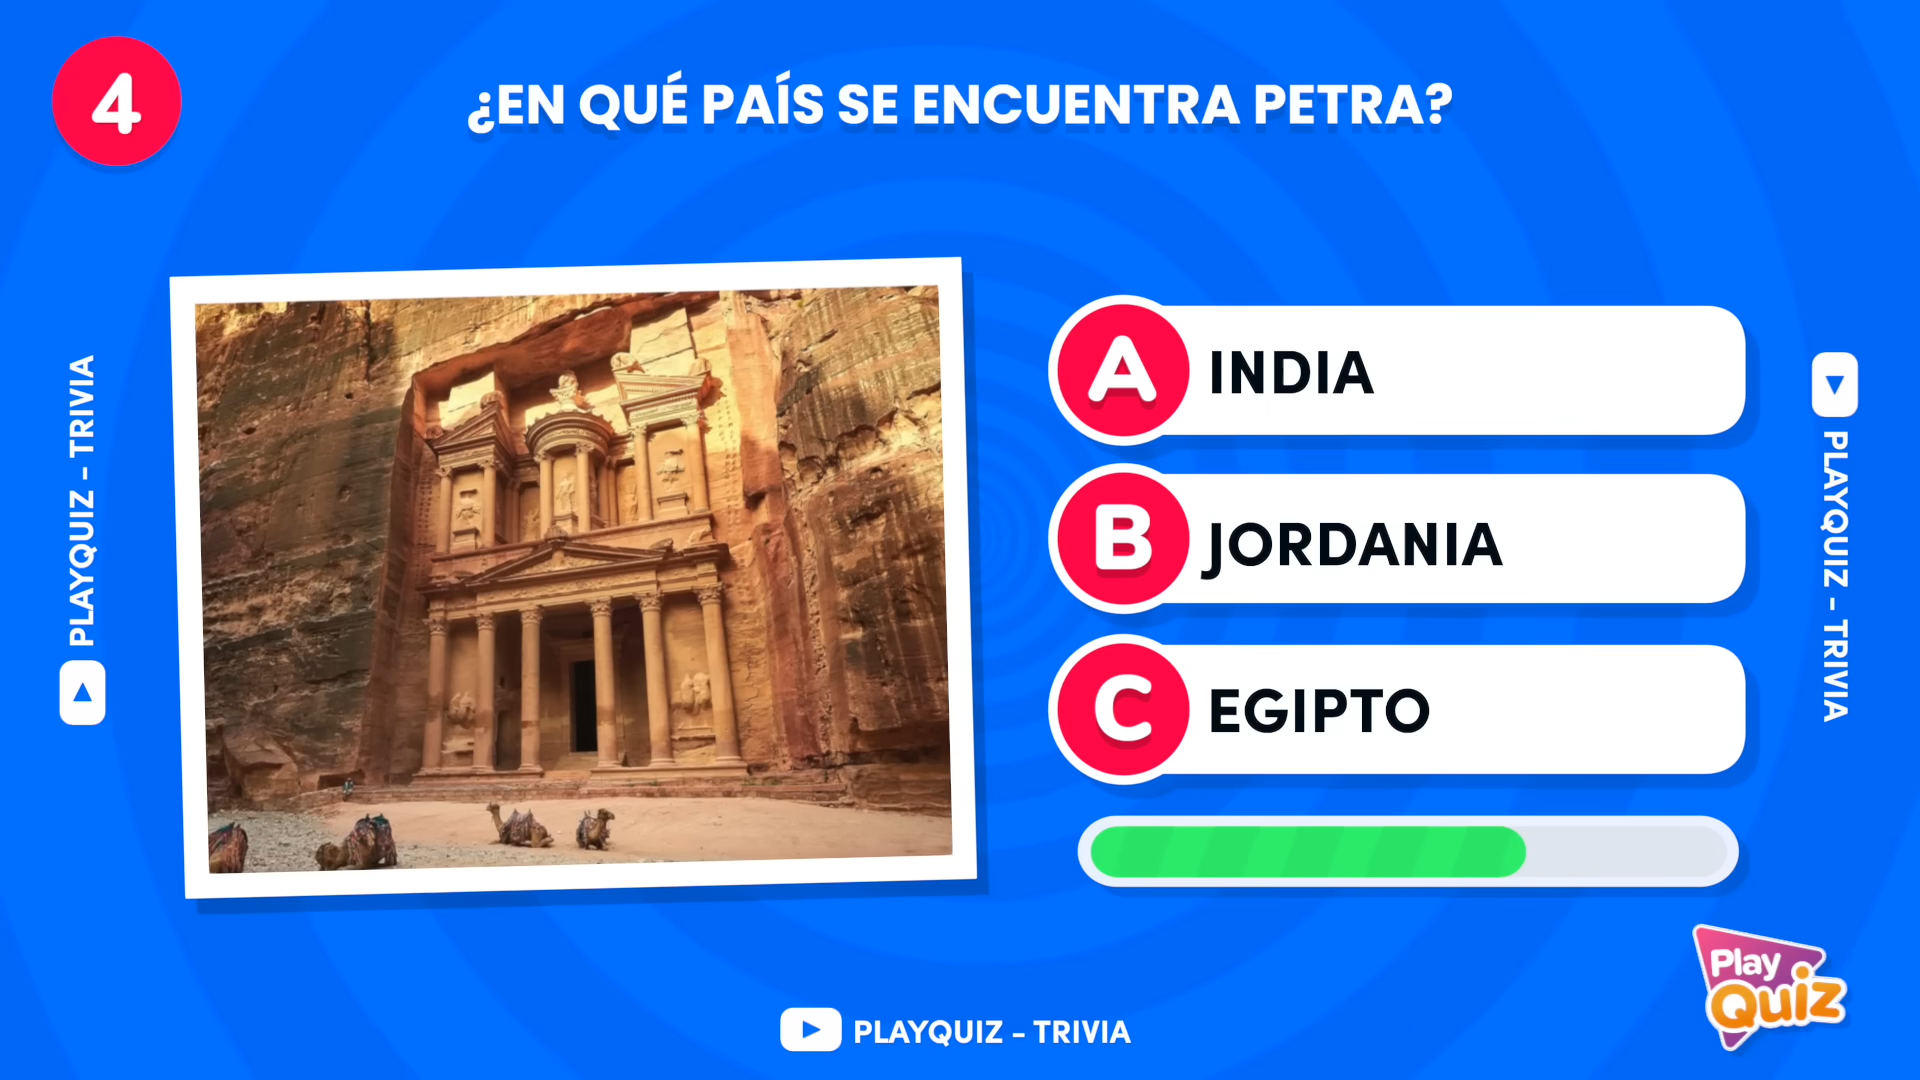 4
¿EN QUÉ PAÍS SE ENCUENTRA PETRA?
A INDIA
B JORDANIA
C EGIPTO
PLAYQUIZ - TRIVIA
PLAYQUIZ - TRIVIA
PLAYQUIZ - TRIVIA
Play
Quiz